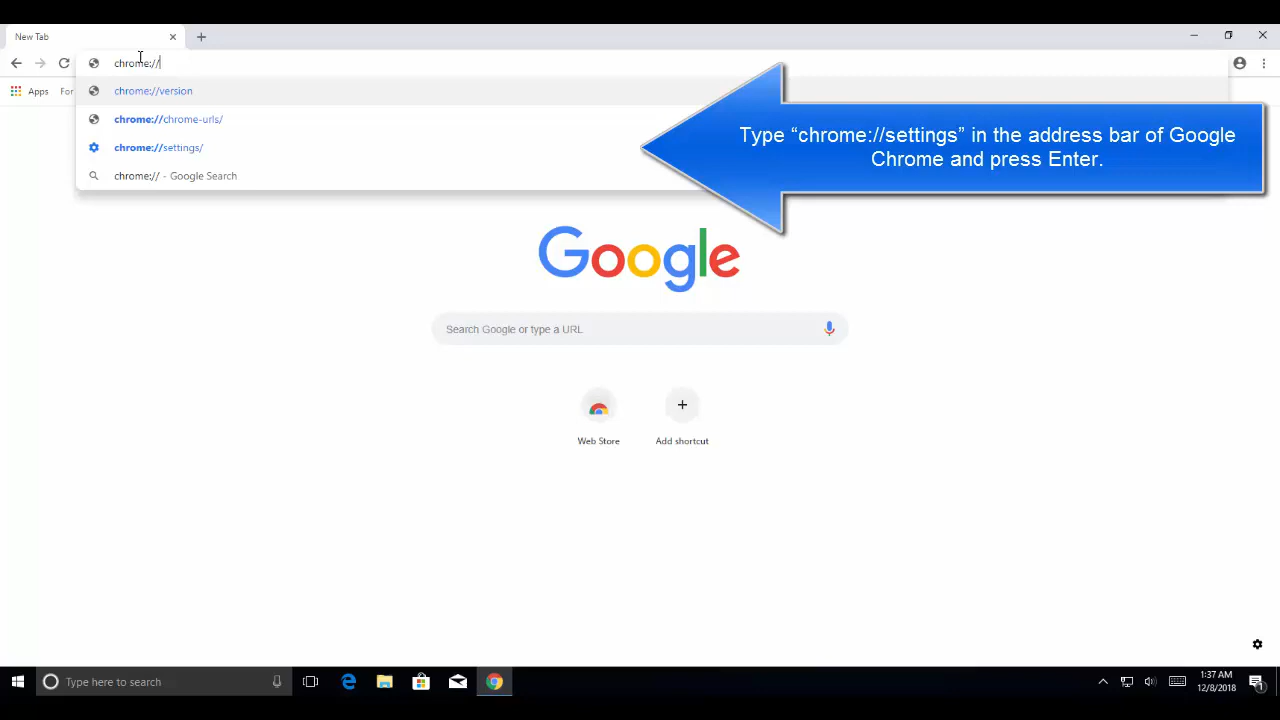 New Tab
chrome://
Apps For
chrome://version
chrome://chrome-urls/
chrome://settings/
chrome:// - Google Search
Type “chrome://settings” in the address bar of Google
Chrome and press Enter.
Google
Search Google or type a URL
Web Store
Add shortcut
Type here to search
1:37 AM
12/8/2018
1